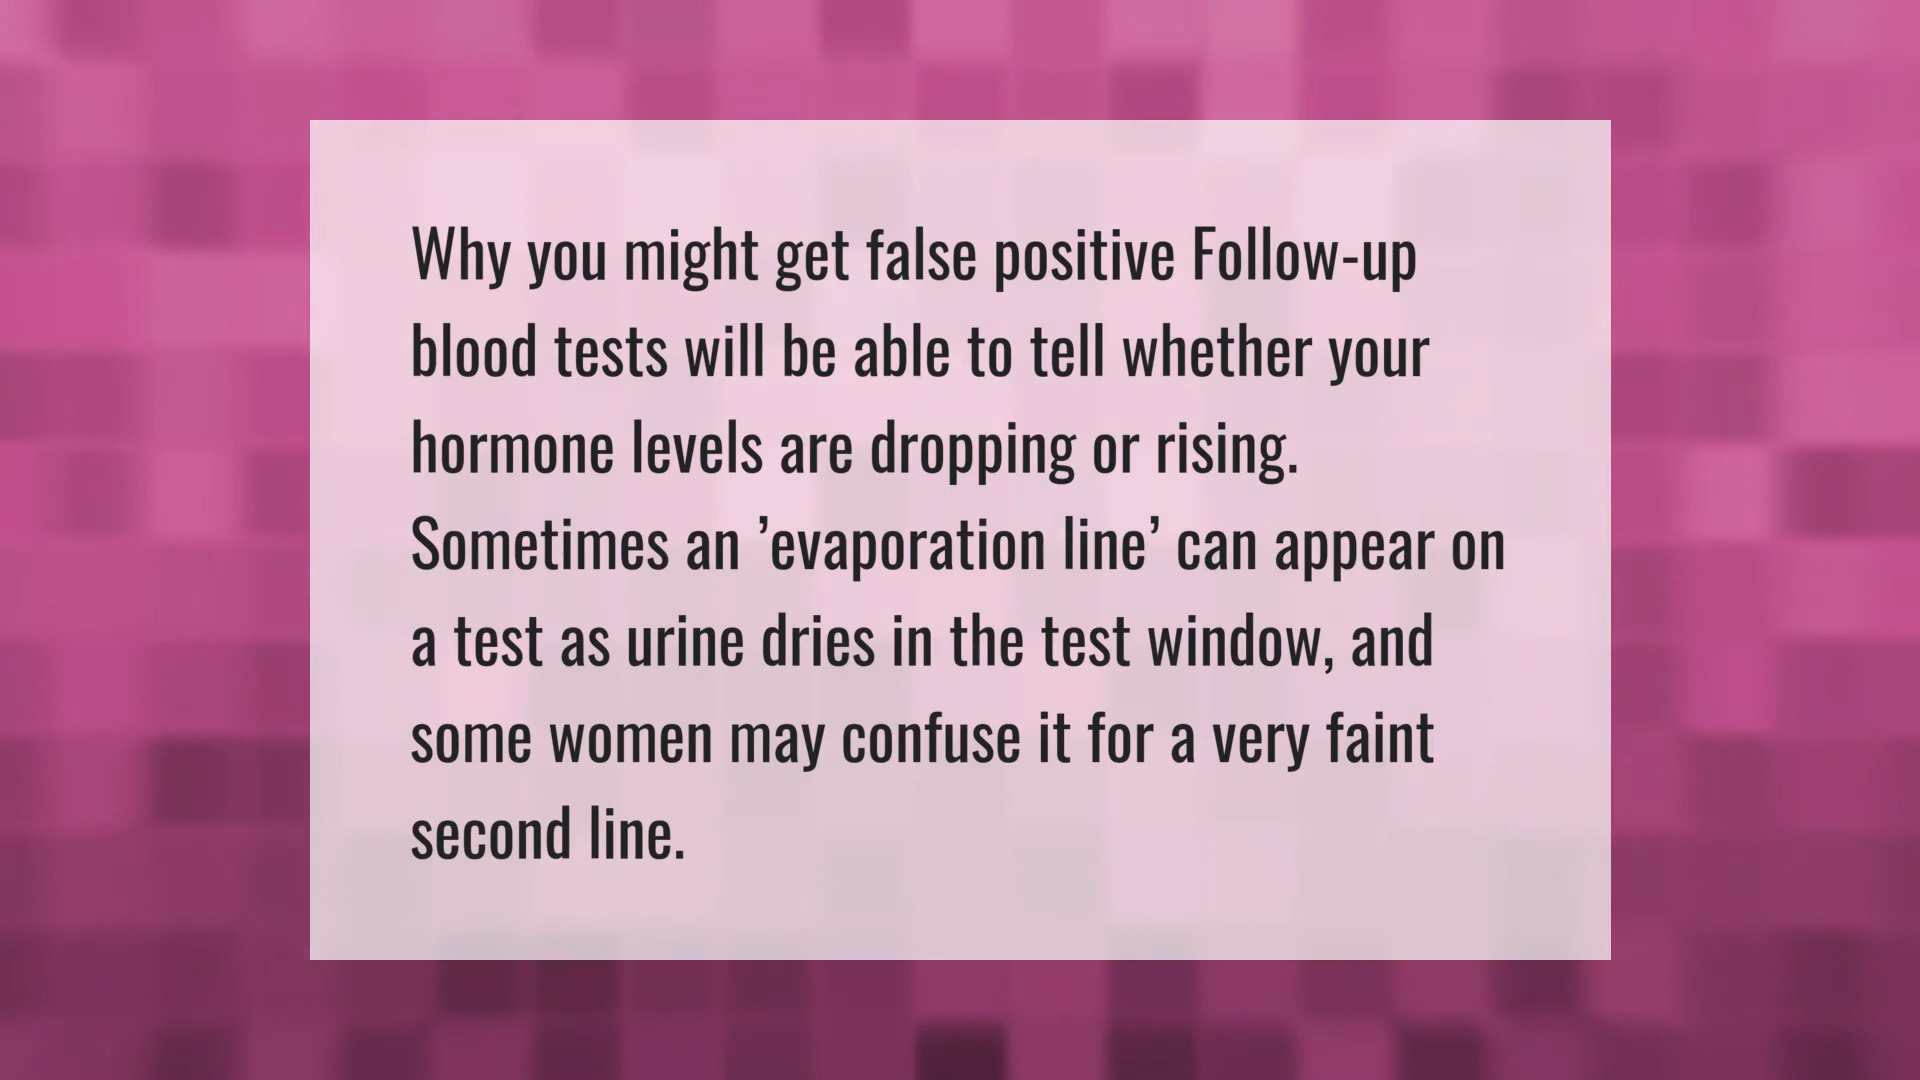 Why you might get false positive Follow-up
blood tests will be able to tell whether your
hormone levels are dropping or rising.
Sometimes an ’evaporation line’ can appear on
a test as urine dries in the test window, and
some women may confuse it for a very faint
second line.